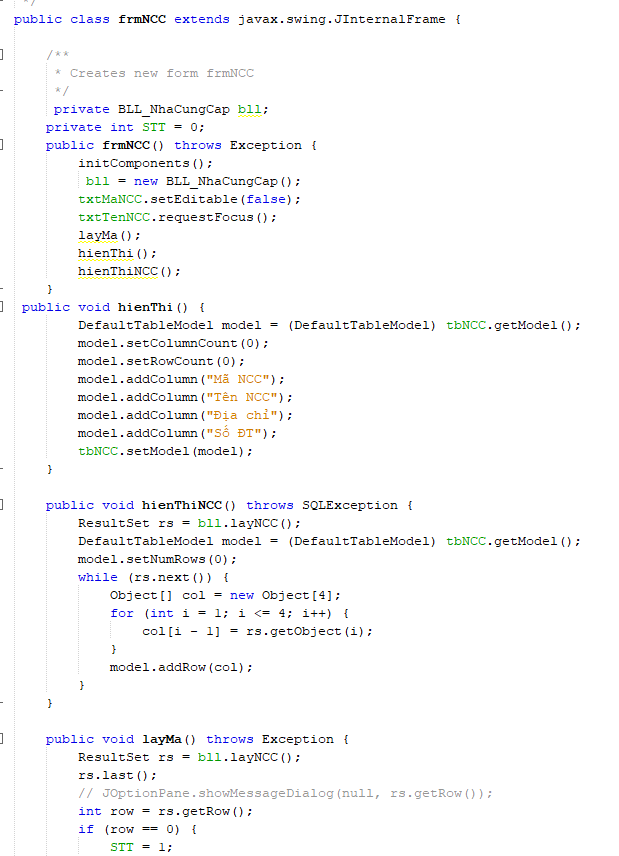 */
public class frmNCC extends javax.swing.JInternalFrame {
/**
* Creates new form frmNCC
*/
private BLL_NhaCungCap bll;
private int STT = 0;
public frmNCC() throws Exception {
initComponents();
bll = new BLL_NhaCungCap();
txtMaNCC.setEditable(false);
txtTenNCC.requestFocus();
layMa();
hienThi();
hienThiNCC();
}
public void hienThi() {
DefaultTableModel model = (DefaultTableModel) tbNCC.getModel();
model.setColumnCount(0);
model.setRowCount(0);
model.addColumn("Mã NCC");
model.addColumn("Tên NCC");
model.addColumn("Địa chỉ");
model.addColumn("Số ĐT");
tbNCC.setModel(model);
}
public void hienThiNCC() throws SQLException {
ResultSet rs = bll.layNCC();
DefaultTableModel model = (DefaultTableModel) tbNCC.getModel();
model.setNumRows(0);
while (rs.next()) {
Object[] col = new Object[4];
for (int i = 1; i <= 4; i++) {
col[i - 1] = rs.getObject(i);
}
model.addRow(col);
}
}
public void layMa() throws Exception {
ResultSet rs = bll.layNCC();
rs.last();
// JOptionPane.showMessageDialog(null, rs.getRow());
int row = rs.getRow();
if (row == 0) {
STT = 1;